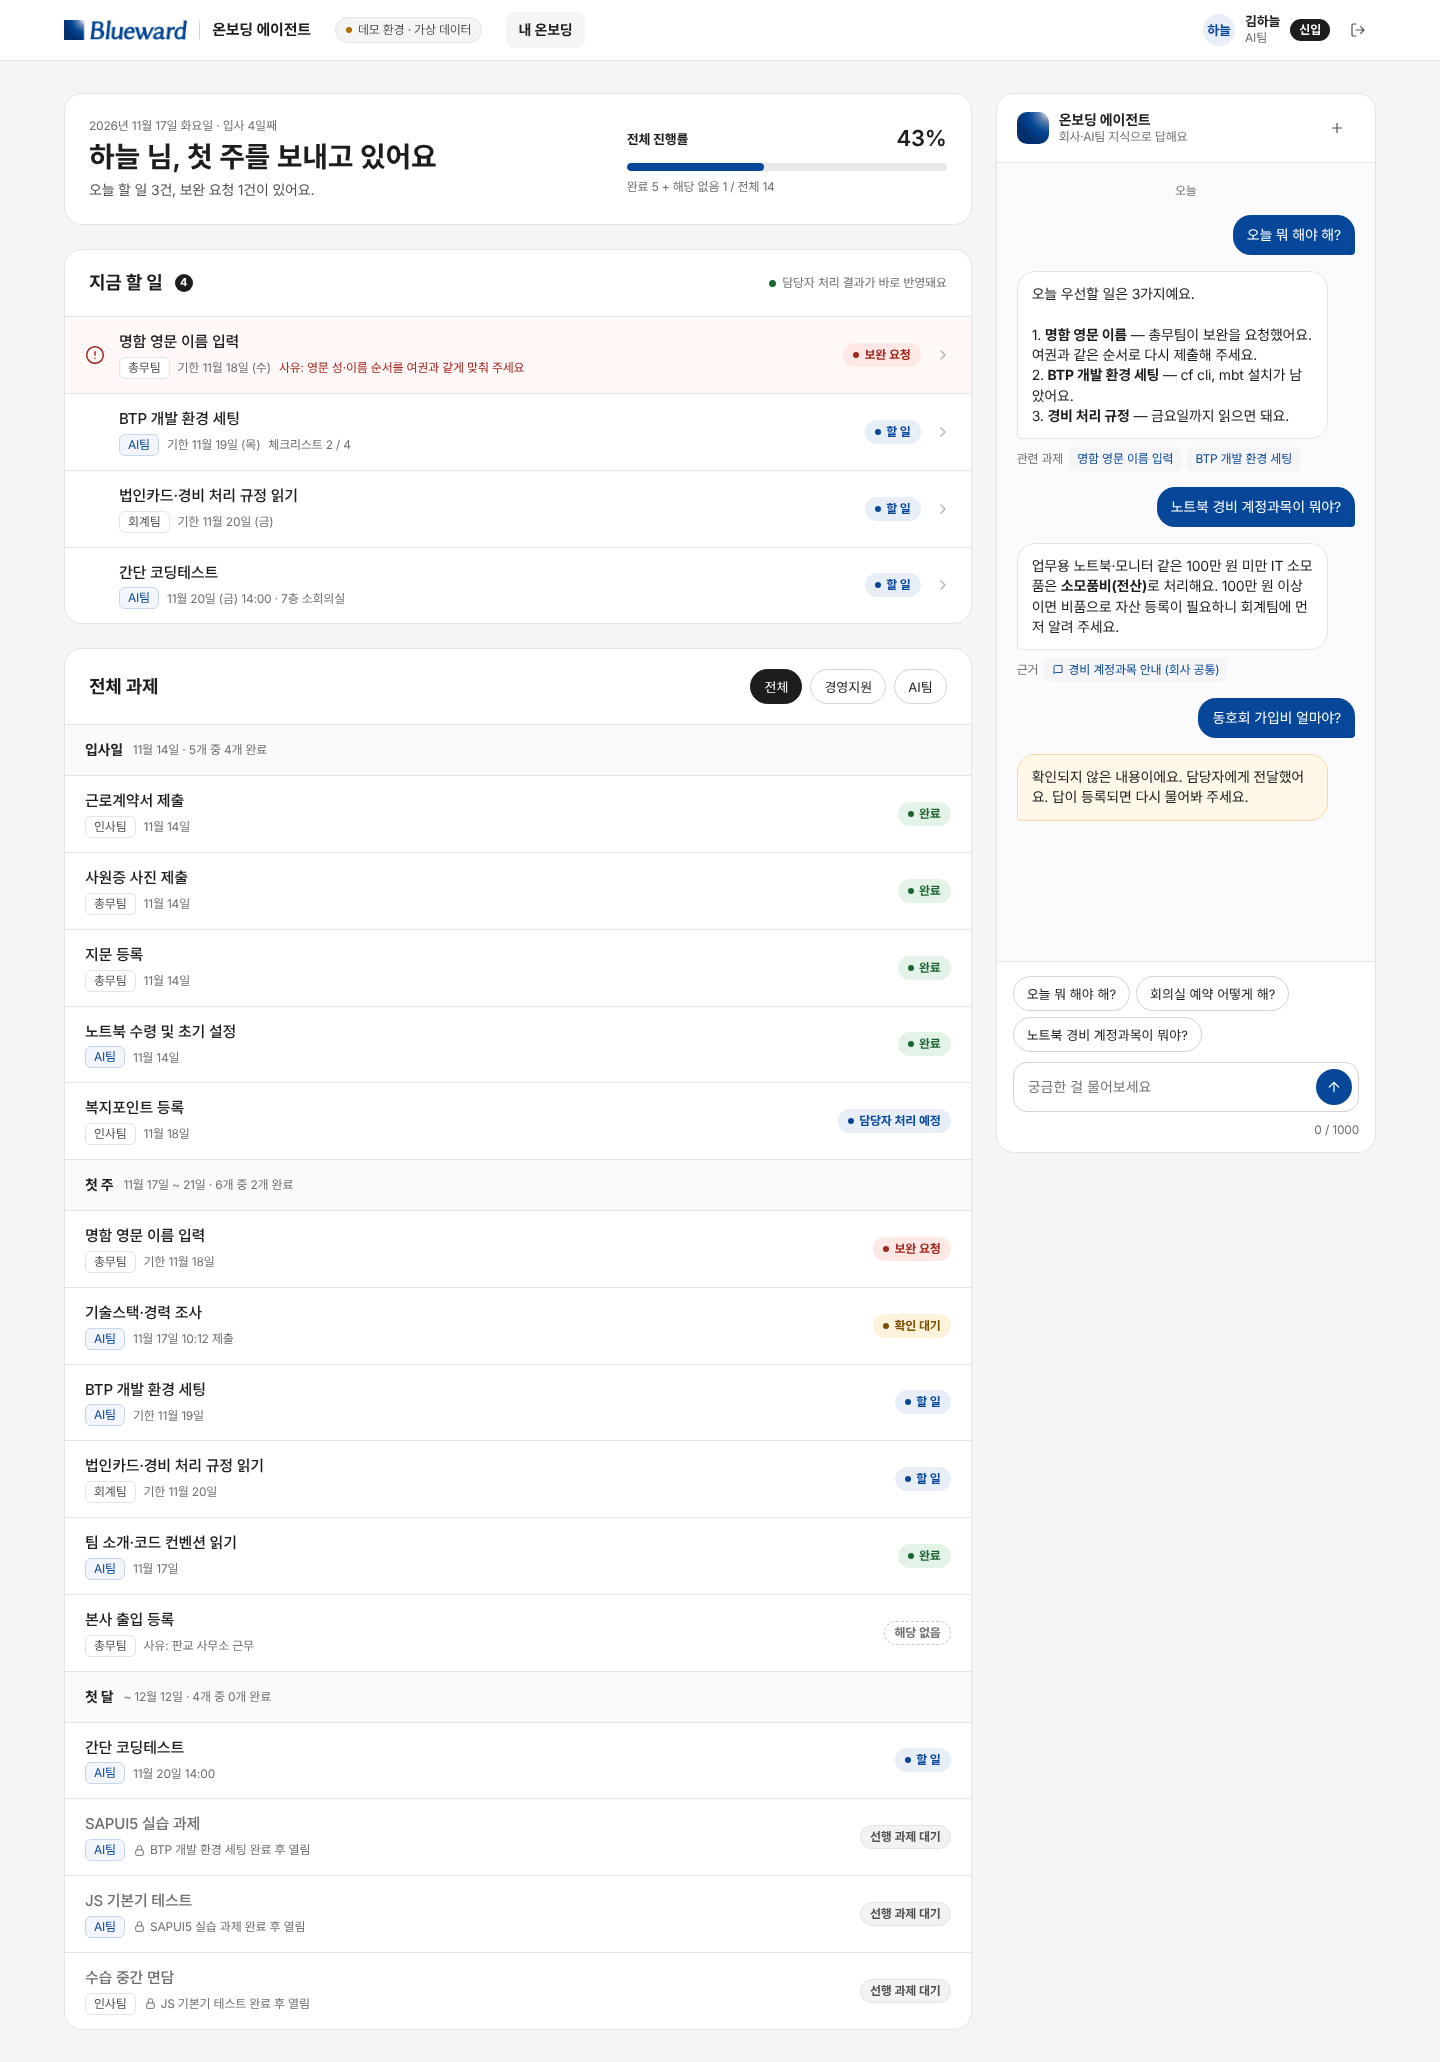 Blueward
온보딩 에이전트
데모 환경 · 가상 데이터
내 온보딩
하늘
김하늘
AI팀
신입
2026년 11월 17일 화요일 · 입사 4일째
하늘 님, 첫 주를 보내고 있어요
오늘 할 일 3건, 보완 요청 1건이 있어요.
전체 진행률
43%
완료 5 + 해당 없음 1 / 전체 14
지금 할 일
4
담당자 처리 결과가 바로 반영돼요
명함 영문 이름 입력
총무팀 기한 11월 18일 (수) 사유: 영문 성·이름 순서를 여권과 같게 맞춰 주세요
보완 요청
BTP 개발 환경 세팅
AI팀 기한 11월 19일 (목) 체크리스트 2 / 4
할 일
법인카드·경비 처리 규정 읽기
회계팀 기한 11월 20일 (금)
할 일
간단 코딩테스트
AI팀 11월 20일 (금) 14:00 · 7층 소회의실
할 일
전체 과제
전체
경영지원
AI팀
입사일 11월 14일 · 5개 중 4개 완료
근로계약서 제출
인사팀 11월 14일
완료
사원증 사진 제출
총무팀 11월 14일
완료
지문 등록
총무팀 11월 14일
완료
노트북 수령 및 초기 설정
AI팀 11월 14일
완료
복지포인트 등록
인사팀 11월 18일
담당자 처리 예정
첫 주 11월 17일 ~ 21일 · 6개 중 2개 완료
명함 영문 이름 입력
총무팀 기한 11월 18일
보완 요청
기술스택·경력 조사
AI팀 11월 17일 10:12 제출
확인 대기
BTP 개발 환경 세팅
AI팀 기한 11월 19일
할 일
법인카드·경비 처리 규정 읽기
회계팀 기한 11월 20일
할 일
팀 소개·코드 컨벤션 읽기
AI팀 11월 17일
완료
본사 출입 등록
총무팀 사유: 판교 사무소 근무
해당 없음
첫 달 ~ 12월 12일 · 4개 중 0개 완료
간단 코딩테스트
AI팀 11월 20일 14:00
할 일
SAPUI5 실습 과제
AI팀 BTP 개발 환경 세팅 완료 후 열림
선행 과제 대기
JS 기본기 테스트
AI팀 SAPUI5 실습 과제 완료 후 열림
선행 과제 대기
수습 중간 면담
인사팀 JS 기본기 테스트 완료 후 열림
선행 과제 대기
온보딩 에이전트
회사·AI팀 지식으로 답해요
오늘
오늘 뭐 해야 해?
오늘 우선할 일은 3가지예요.
1. 명함 영문 이름 — 총무팀이 보완을 요청했어요.
여권과 같은 순서로 다시 제출해 주세요.
2. BTP 개발 환경 세팅 — cf cli, mbt 설치가 남
았어요.
3. 경비 처리 규정 — 금요일까지 읽으면 돼요.
관련 과제 명함 영문 이름 입력 BTP 개발 환경 세팅
노트북 경비 계정과목이 뭐야?
업무용 노트북·모니터 같은 100만 원 미만 IT 소모
품은 소모품비(전산)로 처리해요. 100만 원 이상
이면 비품으로 자산 등록이 필요하니 회계팀에 먼
저 알려 주세요.
근거 경비 계정과목 안내 (회사 공통)
동호회 가입비 얼마야?
확인되지 않은 내용이에요. 담당자에게 전달했어
요. 답이 등록되면 다시 물어봐 주세요.
오늘 뭐 해야 해?
회의실 예약 어떻게 해?
노트북 경비 계정과목이 뭐야?
궁금한 걸 물어보세요
0 / 1000